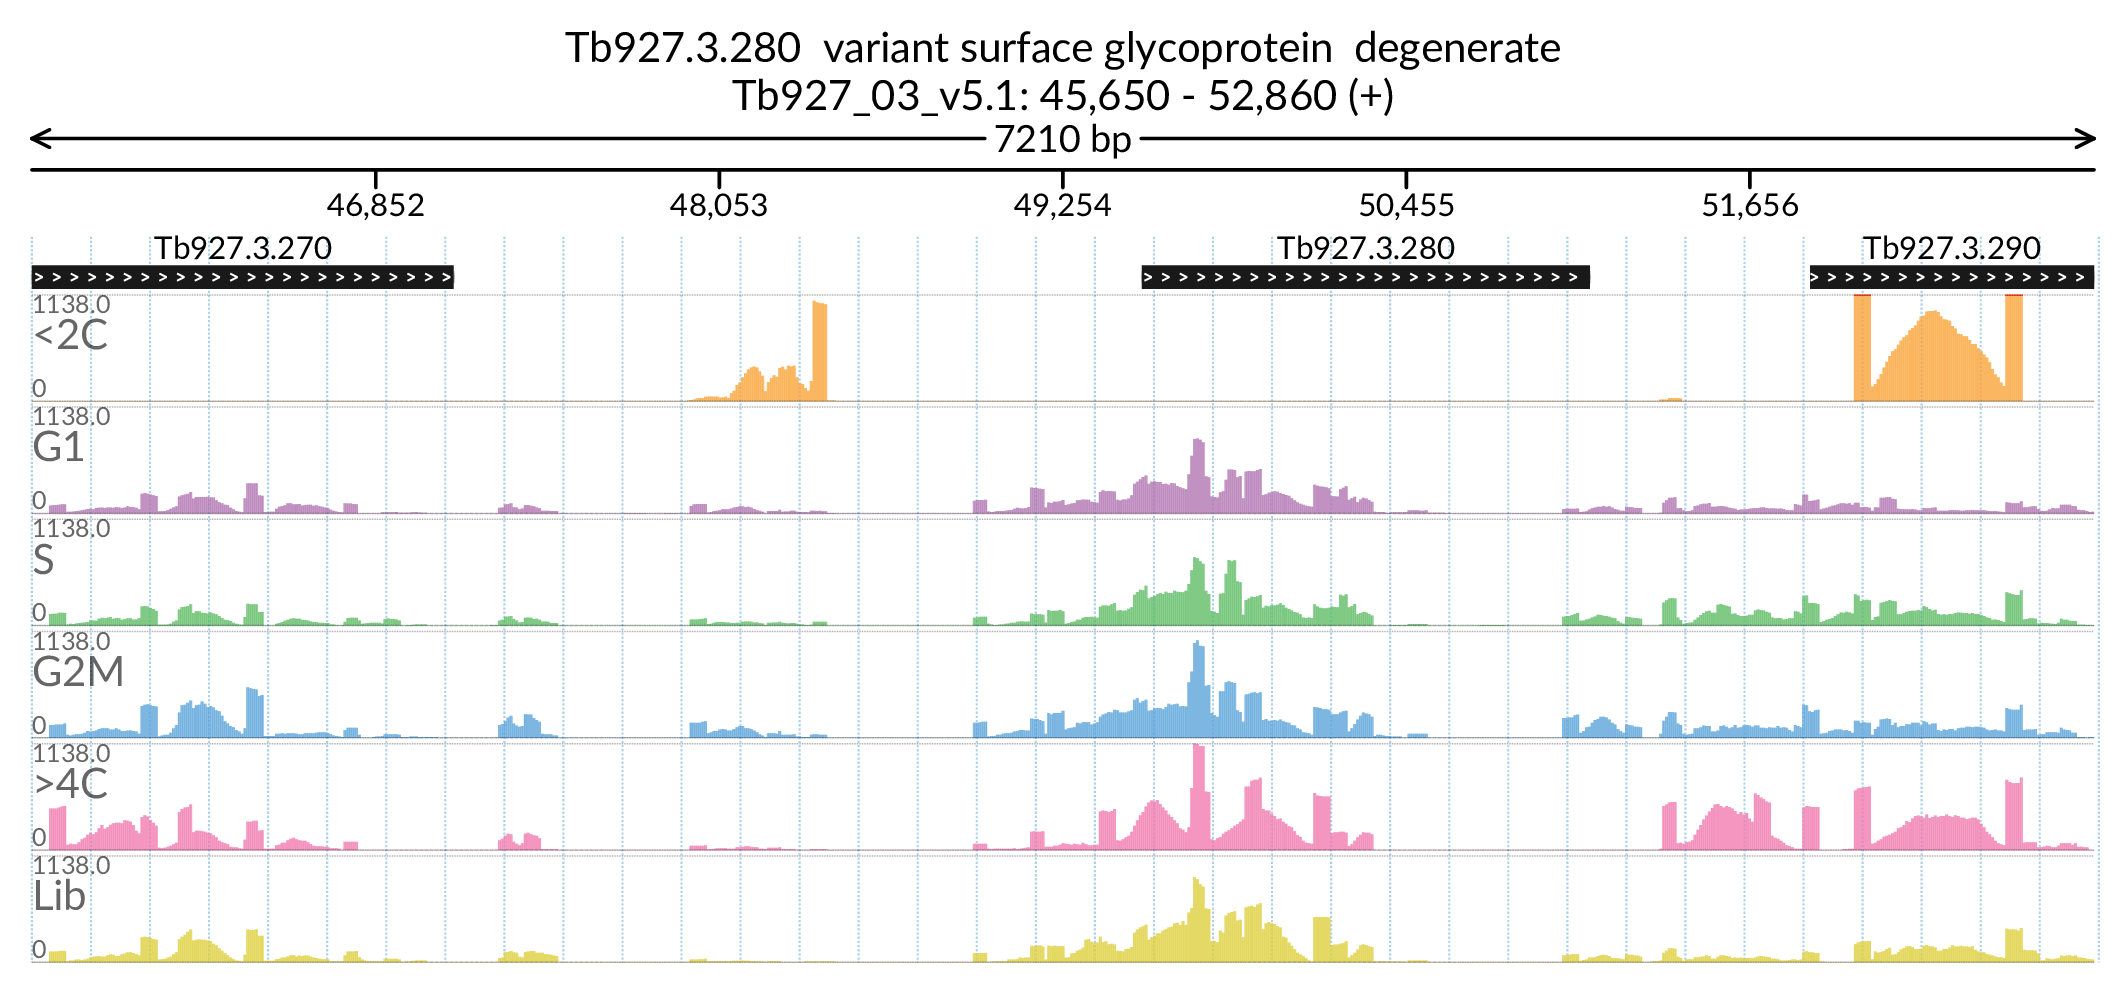 Tb927.3.280  variant surface glycoprotein  degenerate
Tb927_03_v5.1: 45,650 - 52,860 (+)
7210 bp
46,852 48,053 49,254 50,455 51,656
Tb927.3.270 Tb927.3.280 Tb927.3.290
1138.0
<2C
0
1138.0
G1
0
1138.0
S
0
1138.0
G2M
0
1138.0
>4C
0
1138.0
Lib
0